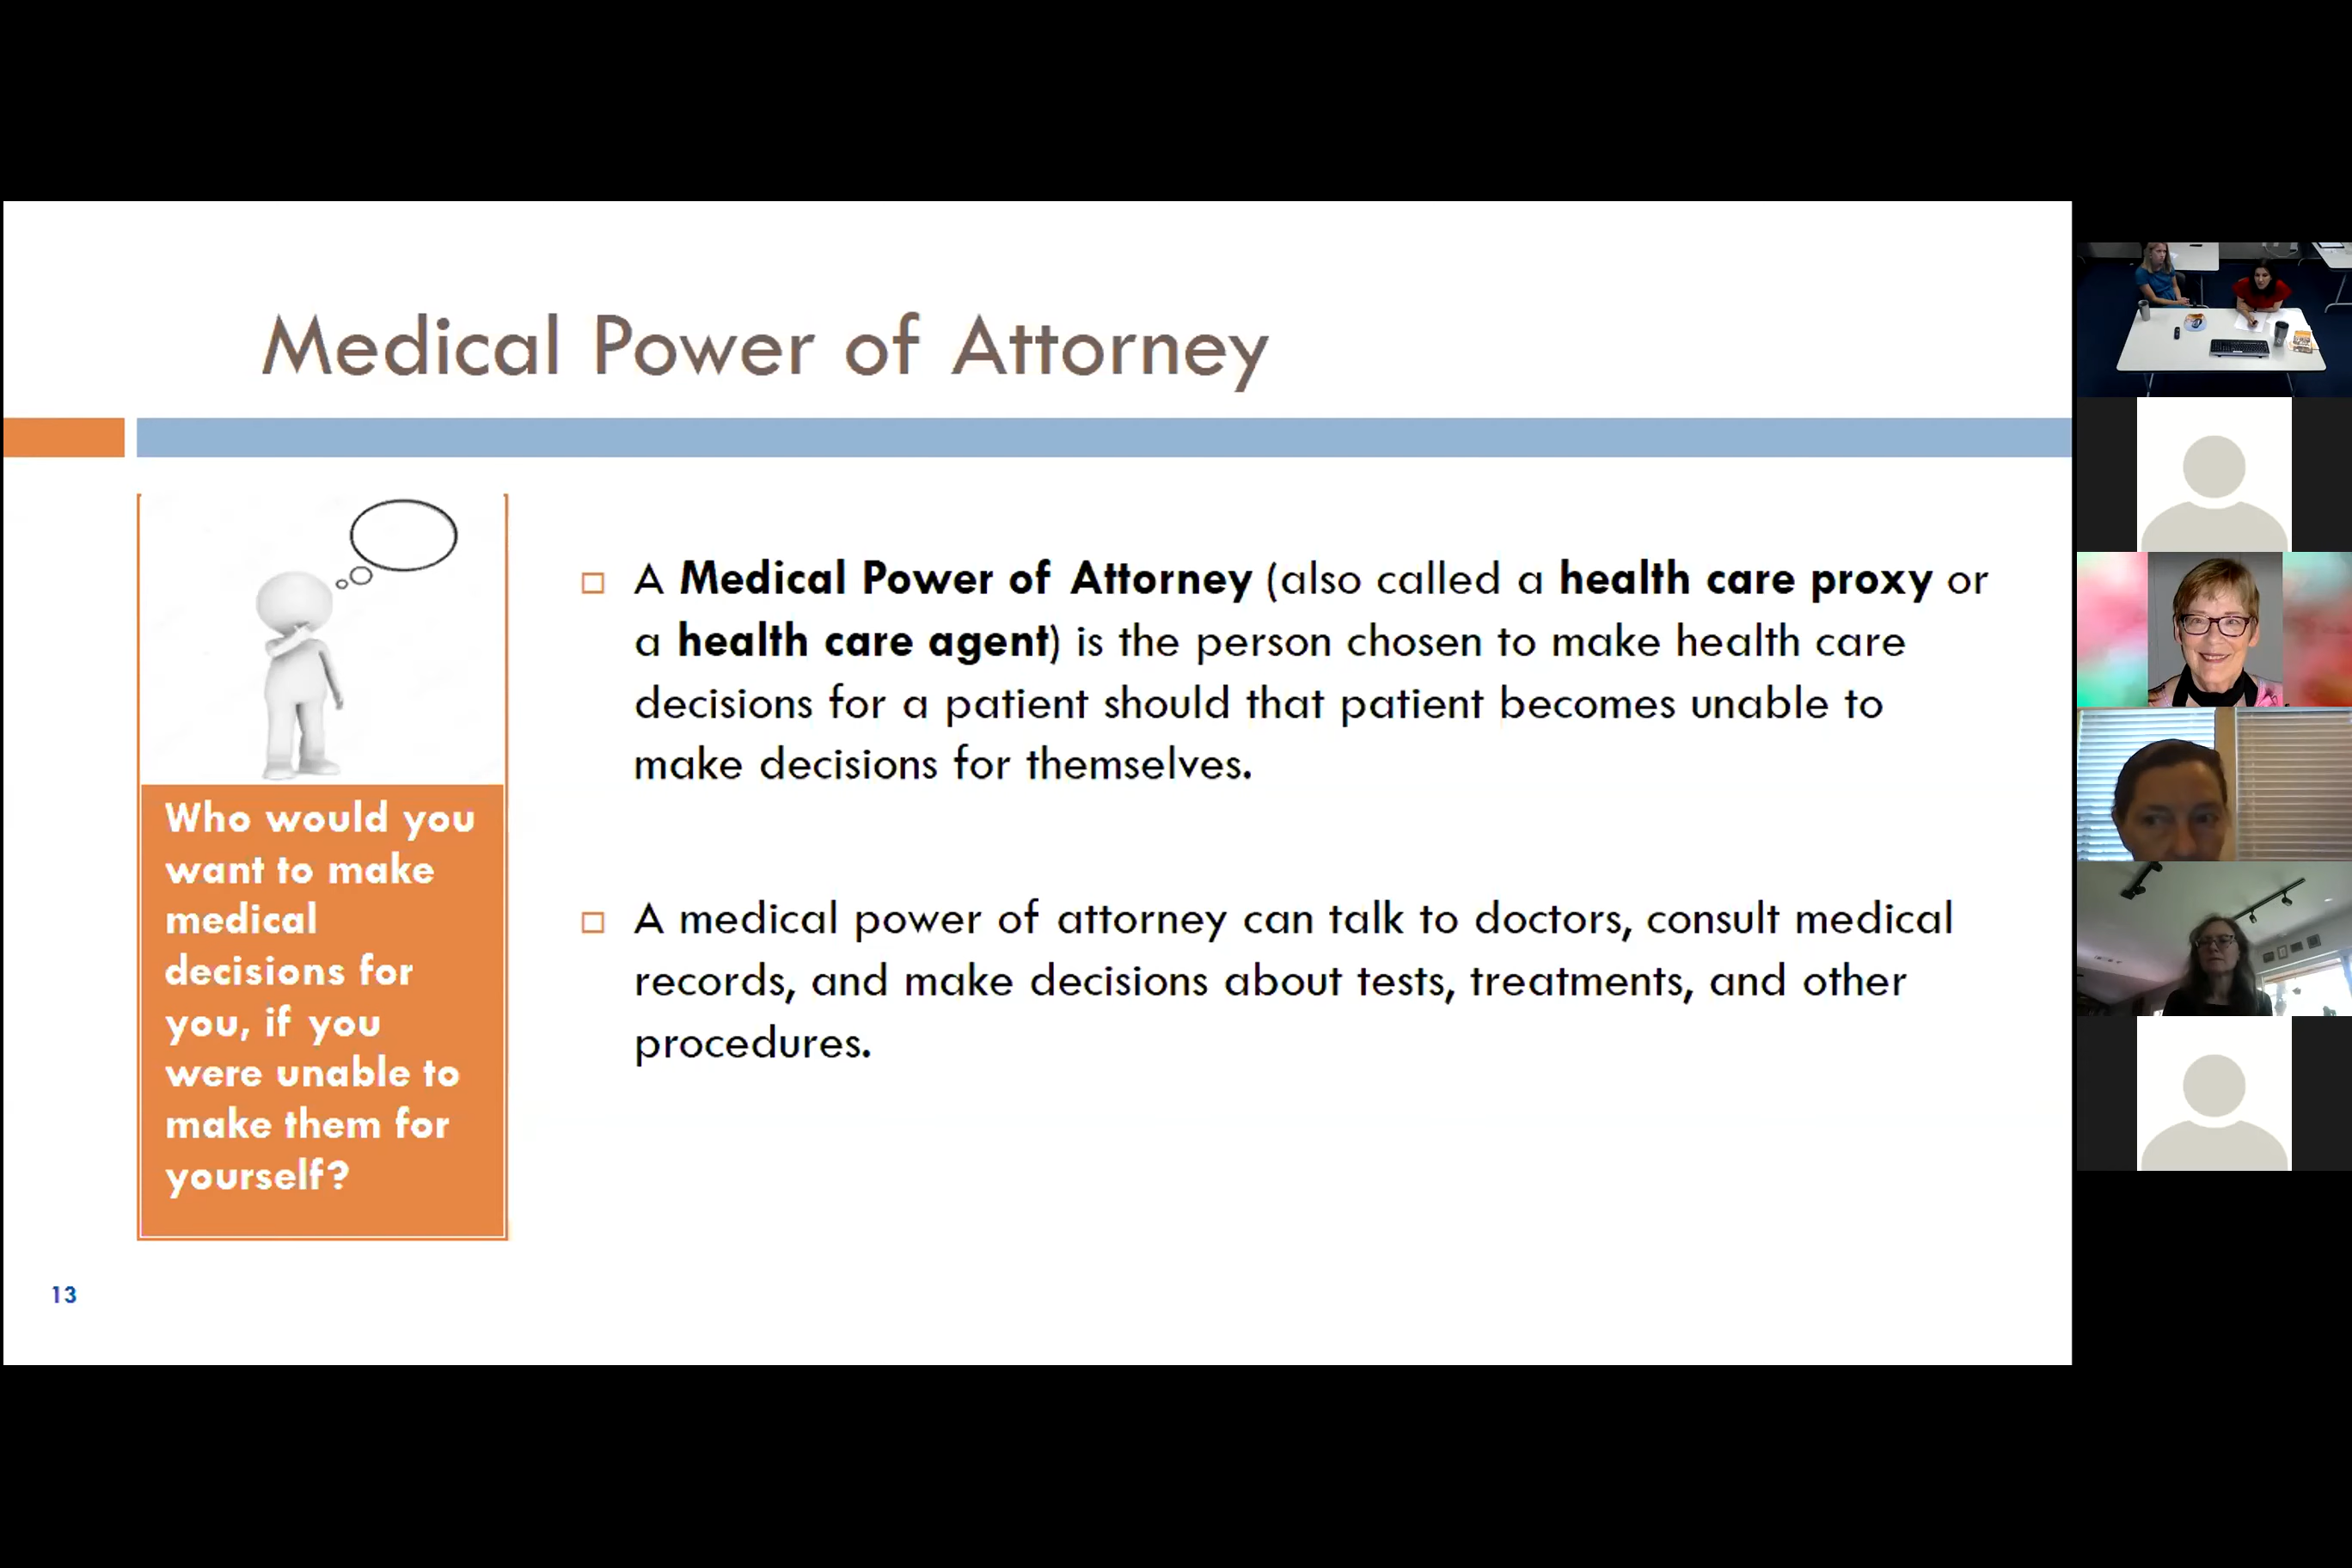 Medical Power of Attorney
Who would you
want to make
medical
decisions for
you, if you
were unable to
make them for
yourself?
A Medical Power of Attorney (also called a health care proxy or
a health care agent) is the person chosen to make health care
decisions for a patient should that patient becomes unable to
make decisions for themselves.
A medical power of attorney can talk to doctors, consult medical
records, and make decisions about tests, treatments, and other
procedures.
13